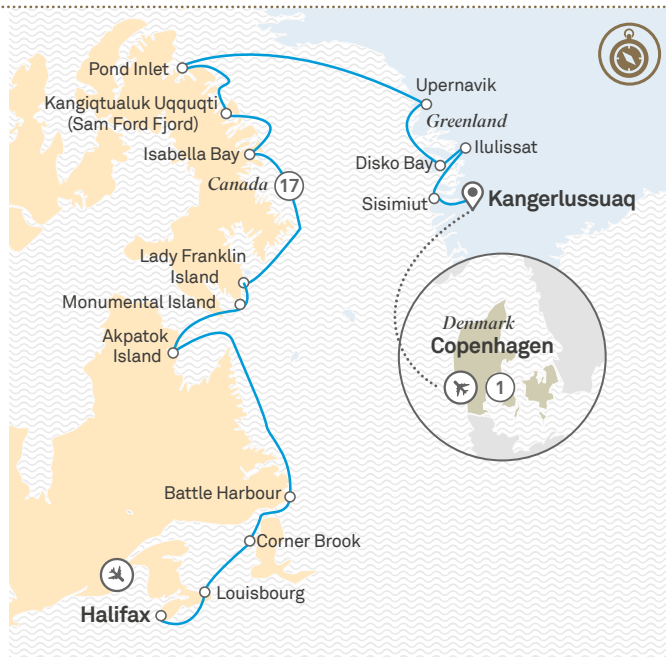 Pond Inlet
Upernavik
Kangiqtualuk Uqquqti
(Sam Ford Fjord)
Greenland
Ilulissat
Isabella Bay
Disko Bay
Canada
17
Sisimiut
Kangerlussuaq
Lady Franklin
Island
Monumental Island
Akpatok
Island
Denmark
Copenhagen
1
Battle Harbour
Corner Brook
Louisbourg
Halifax